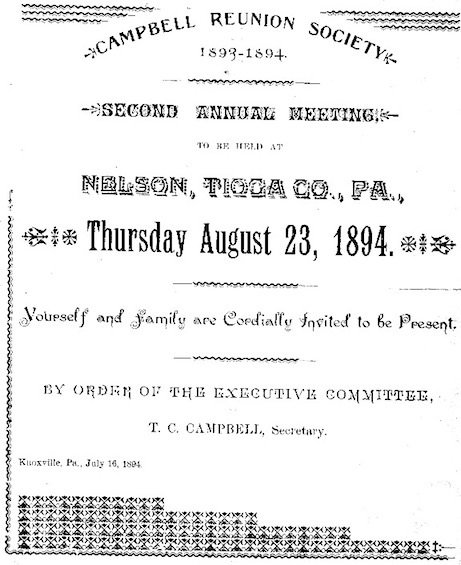 CAMPBELL REUNION SOCIETY
1893-1894.
SECOND ANNUAL MEETING,
TO BE HELD AT
NELSON, TIOGA CO., PA.,
Thursday August 23, 1894.
Yourself and Family are Cordially Invited to be Present.
BY ORDER OF THE EXECUTIVE COMMITTEE,
T. C. CAMPBELL, Secretary.
Knoxville, Pa., July 16, 1894.